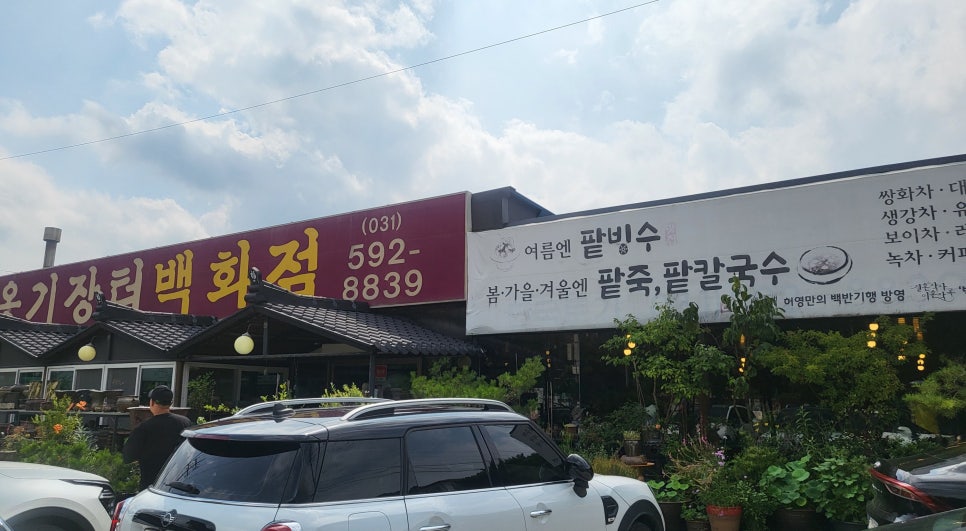 옹기장터백화점
(031)
592-
8839
여름엔 팥빙수
봄·가을·겨울엔 팥죽,팥칼국수
허영만의 백반기행 방영
쌍화차·대
생강차·유
보이차·
녹차·커피